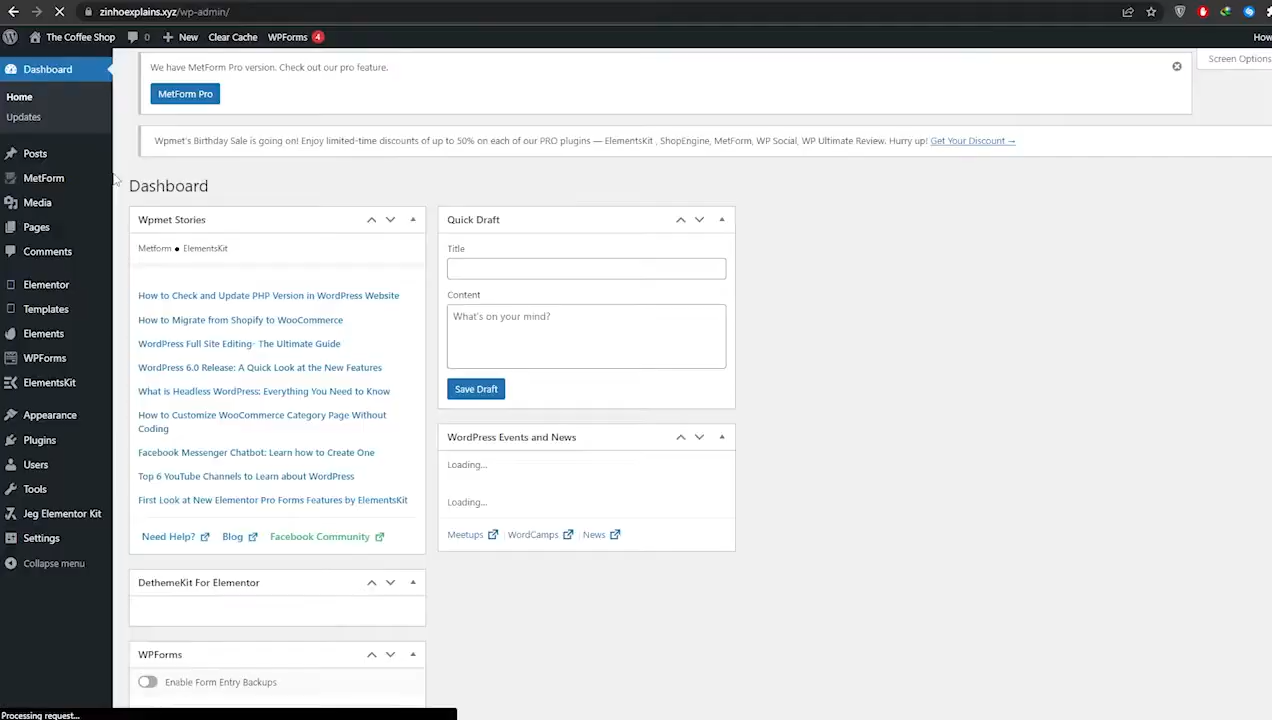 zinhoexplains.xyz/wp-admin/
The Coffee Shop 0 New Clear Cache WPForms 4 How
Dashboard
Home
Updates
Posts
MetForm
Media
Pages
Comments
Elementor
Templates
Elements
WPForms
ElementsKit
Appearance
Plugins
Users
Tools
Jeg Elementor Kit
Settings
Collapse menu
Screen Options
We have MetForm Pro version. Check out our pro feature.
MetForm Pro
Wpmet's Birthday Sale is going on! Enjoy limited-time discounts of up to 50% on each of our PRO plugins — ElementsKit , ShopEngine, MetForm, WP Social, WP Ultimate Review. Hurry up! Get Your Discount →
Dashboard
Wpmet Stories
Metform ● ElementsKit
How to Check and Update PHP Version in WordPress Website
How to Migrate from Shopify to WooCommerce
WordPress Full Site Editing- The Ultimate Guide
WordPress 6.0 Release: A Quick Look at the New Features
What is Headless WordPress: Everything You Need to Know
How to Customize WooCommerce Category Page Without
Coding
Facebook Messenger Chatbot: Learn how to Create One
Top 6 YouTube Channels to Learn about WordPress
First Look at New Elementor Pro Forms Features by ElementsKit
Need Help? Blog Facebook Community
DethemeKit For Elementor
WPForms
Enable Form Entry Backups
Quick Draft
Title
Content
What's on your mind?
Save Draft
WordPress Events and News
Loading...
Loading...
Meetups WordCamps News
Processing request...